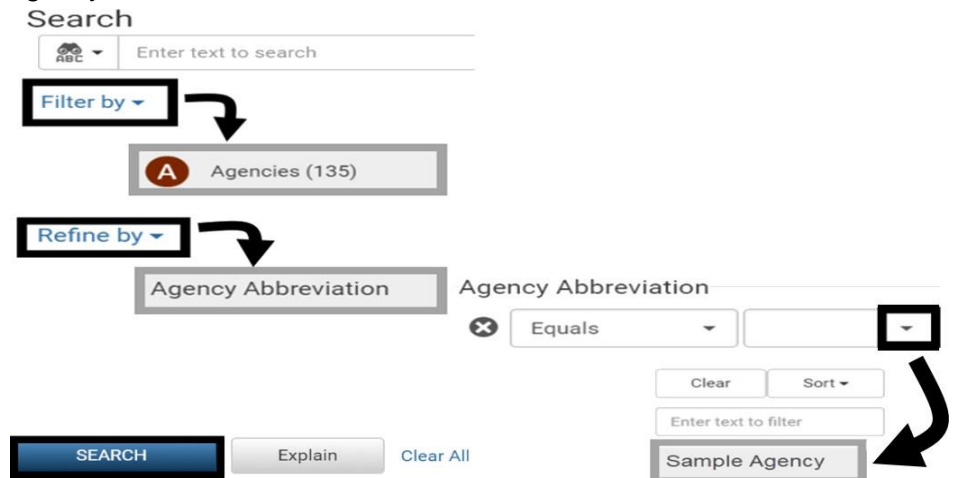 Search
ABC Enter text to search
Filter by
A Agencies (135)
Refine by
Agency Abbreviation
Agency Abbreviation
Equals
Clear Sort
Enter text to filter
Sample Agency
SEARCH Explain Clear All